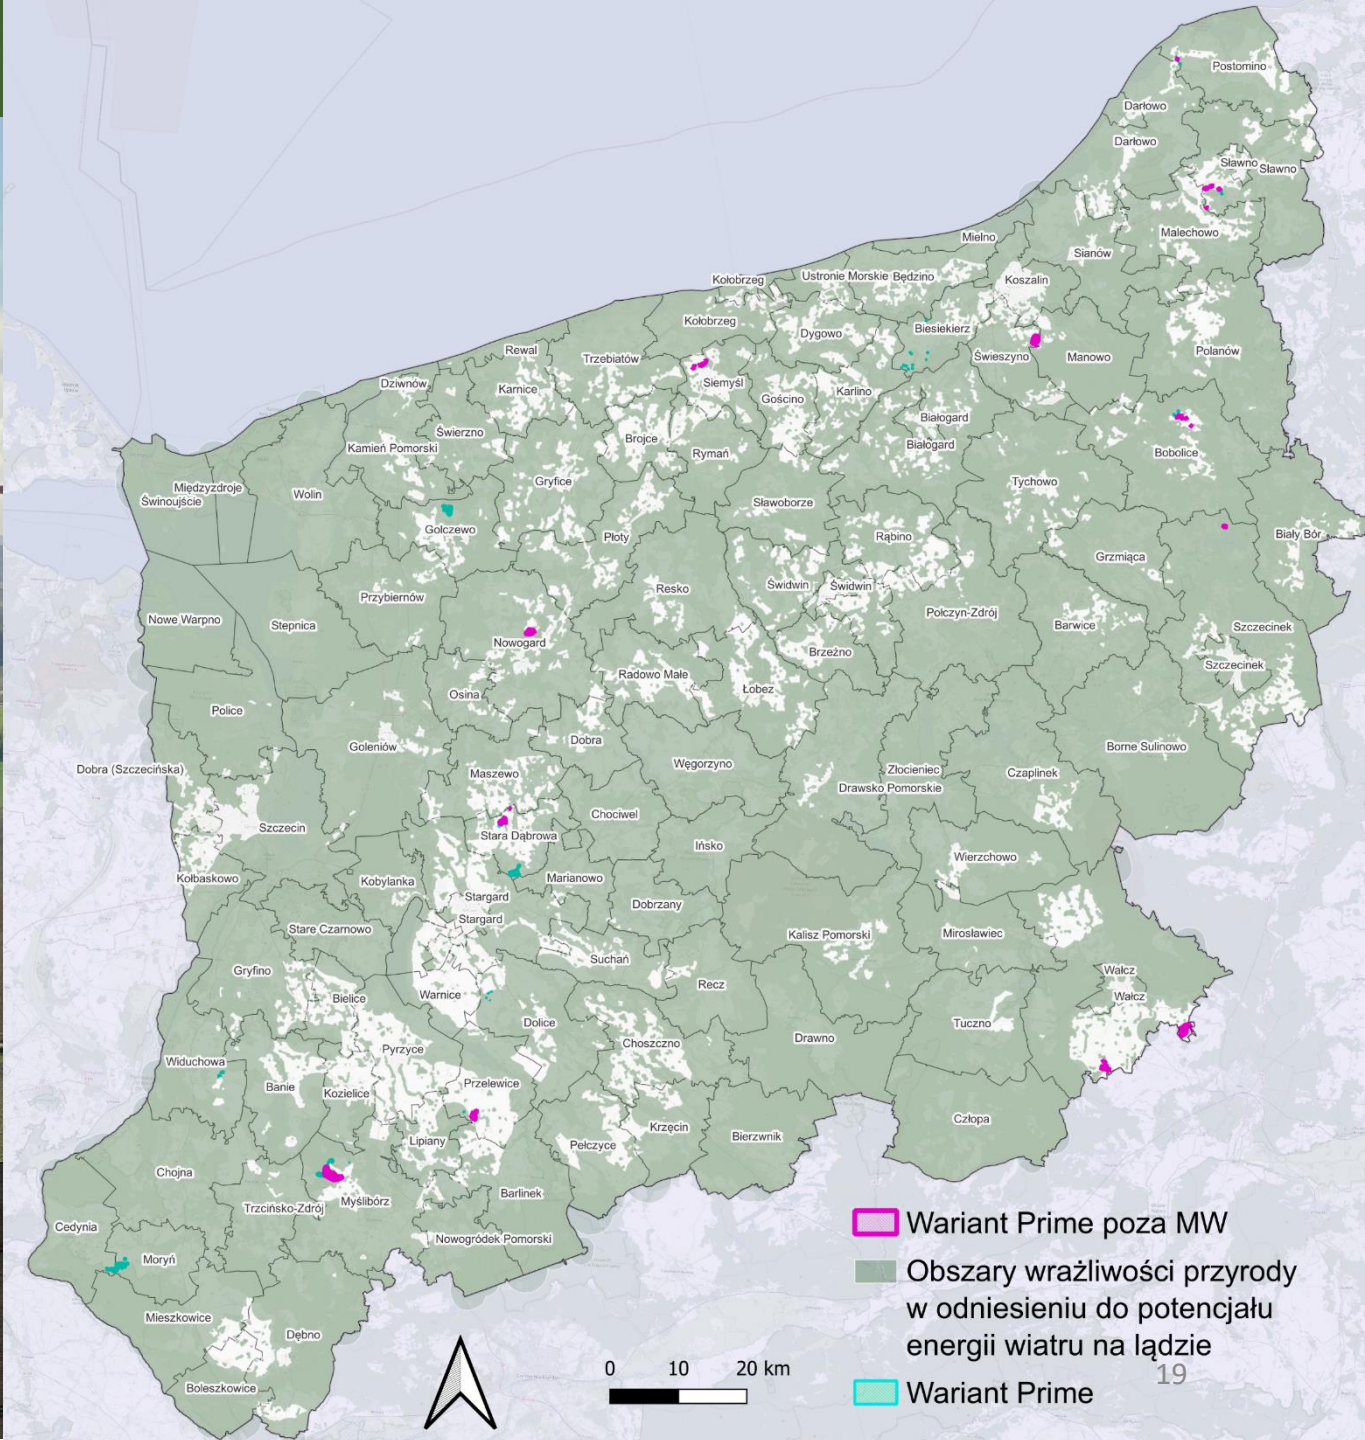 Postomino
Darłowo
Darłowo
Sławno
Sławno
Malechowo
Mielno
Sianów
Kołobrzeg
Ustronie Morskie
Będzino
Koszalin
Kołobrzeg
Dygowo
Biesiekierz
Rewal
Trzebiatów
Świeszyno
Manowo
Polanów
Dziwnów
Karnice
Siemyśl
Gościno
Karlino
Białogard
Świerzno
Kamień Pomorski
Brojce
Rymań
Białogard
Bobolice
Międzyzdroje
Świnoujście
Wolin
Gryfice
Tychowo
Sławoborze
Golczewo
Płoty
Rąbino
Biały Bór
Grzmiąca
Przybiernów
Resko
Świdwin
Świdwin
Połczyn-Zdrój
Nowe Warpno
Stepnica
Barwice
Szczecinek
Nowogard
Brzeźno
Szczecinek
Radowo Małe
Łobez
Osina
Police
Goleniów
Dobra
Borne Sulinowo
Węgorzyno
Dobra (Szczecińska)
Maszewo
Złocieniec
Czaplinek
Drawsko Pomorskie
Chociwel
Szczecin
Stara Dąbrowa
Ińsko
Wierzchowo
Kołbaskowo
Kobylanka
Marianowo
Stargard
Dobrzany
Stargard
Stare Czarnowo
Kalisz Pomorski
Mirosławiec
Suchań
Gryfino
Wałcz
Recz
Bielice
Warnice
Wałcz
Dolice
Tuczno
Drawno
Choszczno
Pyrzyce
Widuchowa
Banie
Kozielice
Przelewice
Człopa
Krzęcin
Bierzwnik
Lipiany
Pełczyce
Chojna
Barlinek
Myślibórz
Trzcińsko-Zdrój
Cedynia
Nowogródek Pomorski
Moryń
Mieszkowice
Dębno
Boleszkowice
0 10 20 km
Wariant Prime poza MW
Obszary wrażliwości przyrody
w odniesieniu do potencjału
energii wiatru na lądzie
19
Wariant Prime